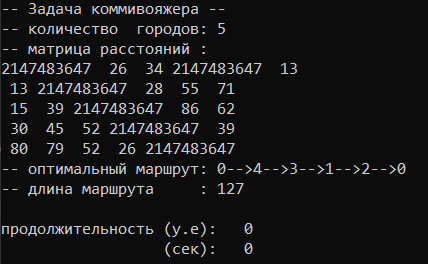 -- Задача коммивояжера --
-- количество  городов: 5
-- матрица расстояний :
2147483647  26  34 2147483647  13
 13 2147483647  28  55  71
 15  39 2147483647  86  62
 30  45  52 2147483647  39
 80  79  52  26 2147483647
-- оптимальный маршрут: 0-->4-->3-->1-->2-->0
-- длина маршрута     : 127
продолжительность (у.е):   0
                  (сек):   0